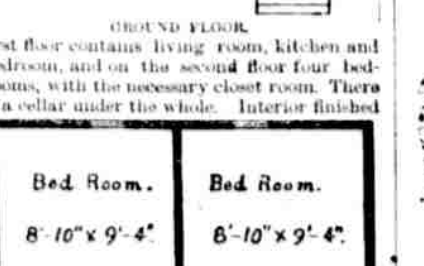 GROUND FLOOR.
st floor contains living room, kitchen and
droom, and on the second floor four bed-
oms, with the necessary closet room. There
a cellar under the whole. Interior finished
Bed Room. Bed Room.
8'-10" x 9'-4". 8'-10" x 9'-4".